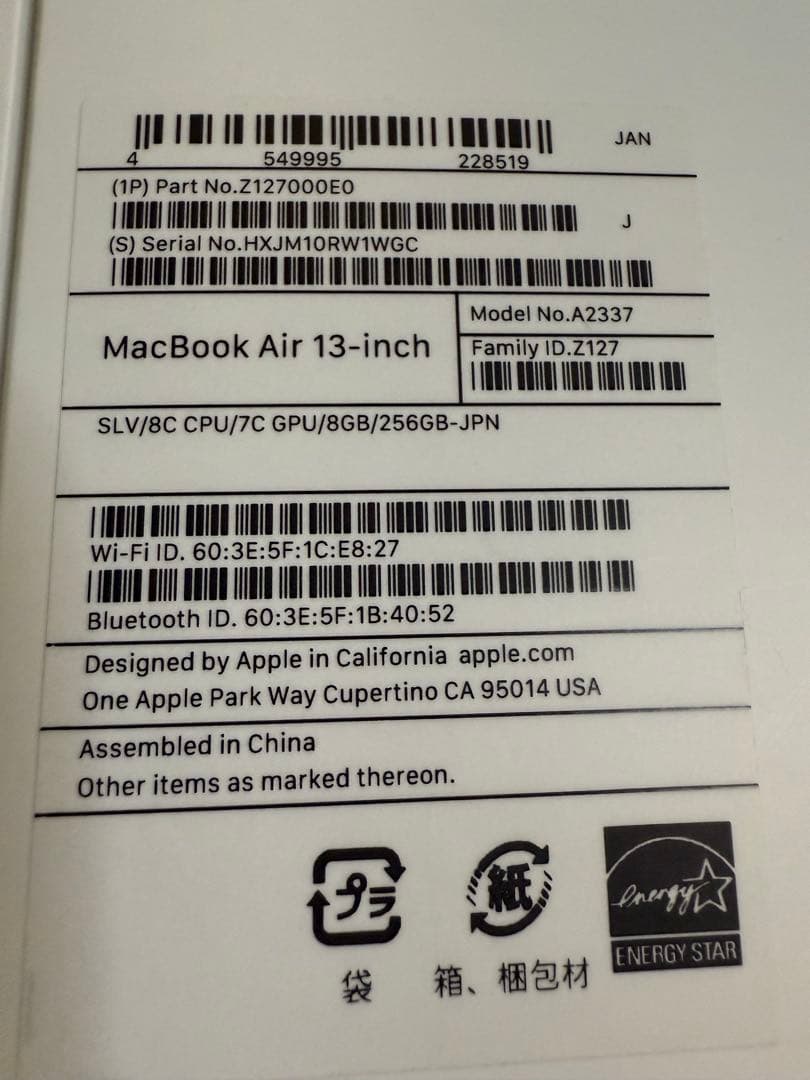 JAN
4 549995 228519
(1P) Part No.Z127000E0
J
(S) Serial No.HXJM10RW1WGC
MacBook Air 13-inch
Model No.A2337
Family ID.Z127
SLV/8C CPU/7C GPU/8GB/256GB-JPN
Wi-Fi ID. 60:3E:5F:1C:E8:27
Bluetooth ID. 60:3E:5F:1B:40:52
Designed by Apple in California apple.com
One Apple Park Way Cupertino CA 95014 USA
Assembled in China
Other items as marked thereon.
プラ
紙
energy
ENERGY STAR
袋
箱、梱包材